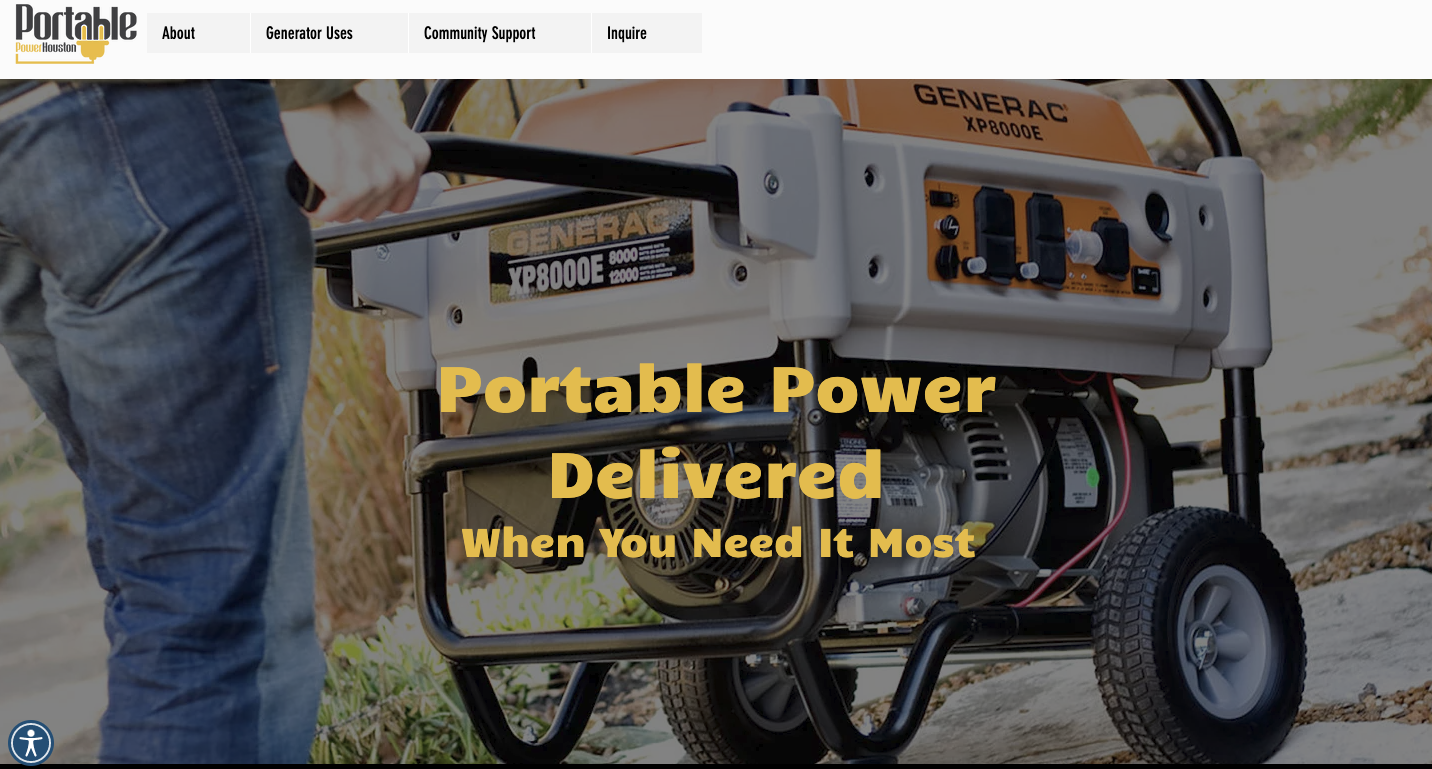 Portable
PowerHouston
About
Generator Uses
Community Support
Inquire
GENERAC
XP8000E
GENERAC
XP8000E 8000
12000
Portable Power
Delivered
When You Need It Most